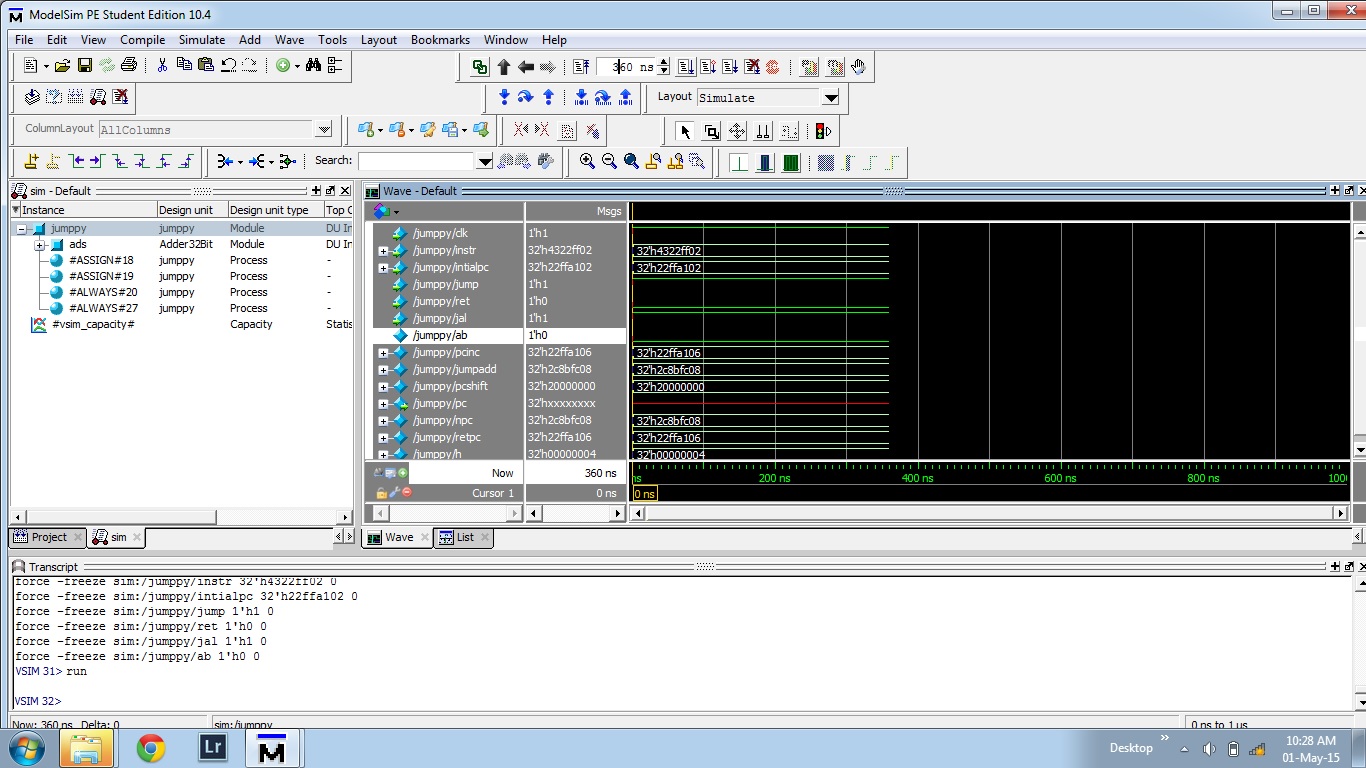 ModelSim PE Student Edition 10.4
File Edit View Compile Simulate Add Wave Tools Layout Bookmarks Window Help
360 ns
Layout Simulate
ColumnLayout AllColumns
Search:
sim - Default
Wave - Default
Instance Design unit Design unit type Top C
Msgs
jumppy jumppy Module DU In
ads Adder32Bit Module DU In
#ASSIGN#18 jumppy Process -
#ASSIGN#19 jumppy Process -
#ALWAYS#20 jumppy Process -
#ALWAYS#27 jumppy Process -
#vsim_capacity# Capacity Statis
/jumppy/clk 1'h1
/jumppy/instr 32'h4322ff02 32'h4322ff02
/jumppy/intialpc 32'h22ffa102 32'h22ffa102
/jumppy/jump 1'h1
/jumppy/ret 1'h0
/jumppy/jal 1'h1
/jumppy/ab 1'h0
/jumppy/pcinc 32'h22ffa106 32'h22ffa106
/jumppy/jumpadd 32'h2c8bfc08 32'h2c8bfc08
/jumppy/pcshift 32'h20000000 32'h20000000
/jumppy/pc 32'hxxxxxxxx
/jumppy/npc 32'h2c8bfc08 32'h2c8bfc08
/jumppy/retpc 32'h22ffa106 32'h22ffa106
/jumppy/h 32'h00000004 32'h00000004
Now 360 ns ns 200 ns 400 ns 600 ns 800 ns 1000
Cursor 1 0 ns 0 ns
Project sim
Wave List
Transcript
force -freeze sim:/jumppy/instr 32'h4322ff02 0
force -freeze sim:/jumppy/intialpc 32'h22ffa102 0
force -freeze sim:/jumppy/jump 1'h1 0
force -freeze sim:/jumppy/ret 1'h0 0
force -freeze sim:/jumppy/jal 1'h1 0
force -freeze sim:/jumppy/ab 1'h0 0
VSIM 31> run
VSIM 32>
Now: 360 ns Delta: 0 sim:/jumppy 0 ns to 1 us
Lr
M
Desktop
10:28 AM
01-May-15